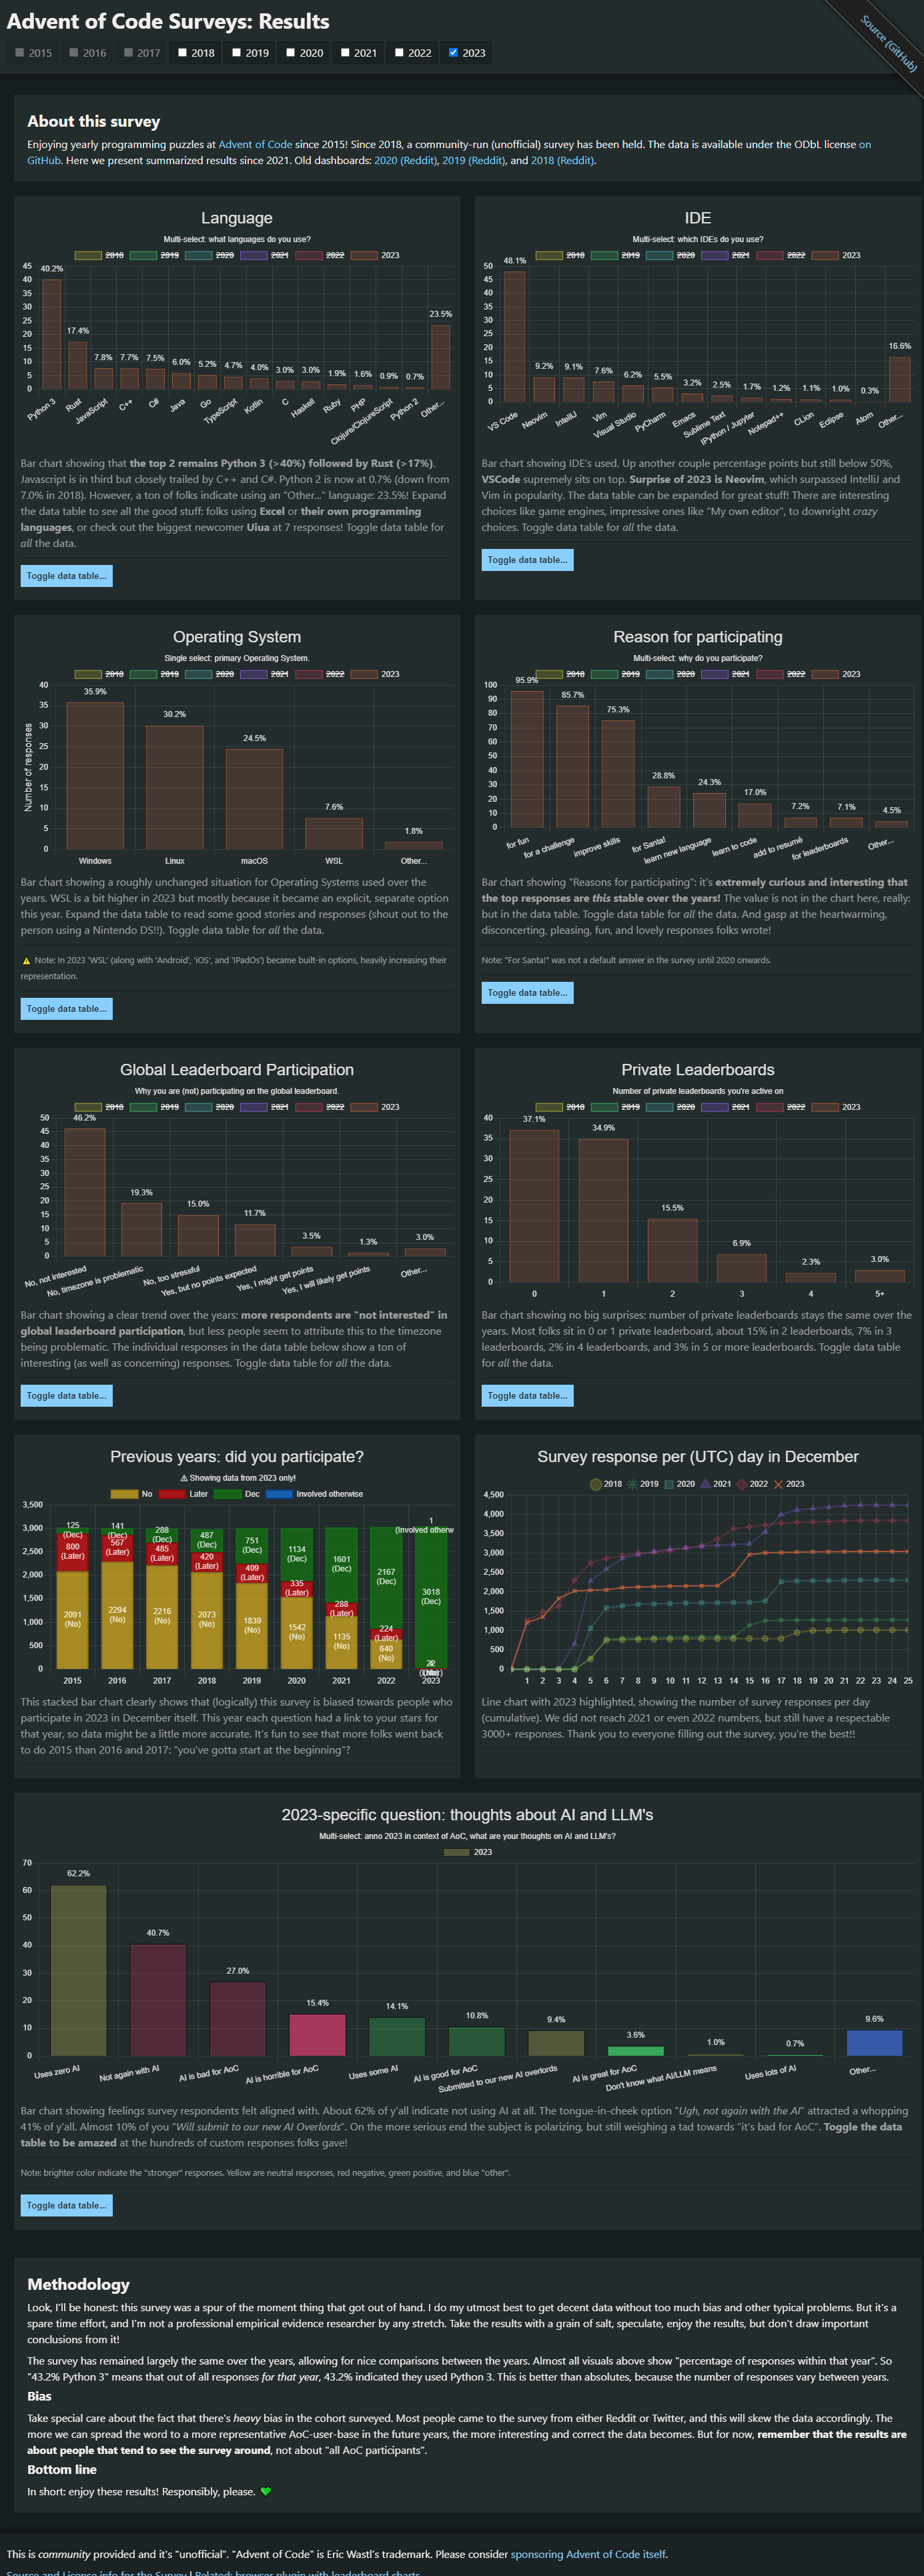 Advent of Code Surveys: Results
Source (GitHub)
2015 2016 2017 2018 2019 2020 2021 2022 2023
About this survey
Enjoying yearly programming puzzles at Advent of Code since 2015! Since 2018, a community-run (unofficial) survey has been held. The data is available under the ODbL license on
GitHub. Here we present summarized results since 2021. Old dashboards: 2020 (Reddit), 2019 (Reddit), and 2018 (Reddit).
Language
Multi-select: what languages do you use?
2018 2019 2020 2021 2022 2023
45
40
35
30
25
20
15
10
5
0
40.2% 17.4% 7.8% 7.7% 7.5% 6.0% 5.2% 4.7% 4.0% 3.0% 3.0% 1.9% 1.6% 0.9% 0.7% 23.5%
Python 3 Rust JavaScript C++ C# Java Go TypeScript Kotlin C Haskell Ruby PHP Clojure/ClojureScript Python 2 Other...
Bar chart showing that the top 2 remains Python 3 (>40%) followed by Rust (>17%).
Javascript is in third but closely trailed by C++ and C#. Python 2 is now at 0.7% (down from
7.0% in 2018). However, a ton of folks indicate using an "Other..." language: 23.5%! Expand
the data table to see all the good stuff: folks using Excel or their own programming
languages, or check out the biggest newcomer Uiua at 7 responses! Toggle data table for
all the data.
Toggle data table...
IDE
Multi-select: which IDEs do you use?
2018 2019 2020 2021 2022 2023
50
45
40
35
30
25
20
15
10
5
0
48.1% 9.2% 9.1% 7.6% 6.2% 5.5% 3.2% 2.5% 1.7% 1.2% 1.1% 1.0% 0.3% 16.6%
VS Code Neovim IntelliJ Vim Visual Studio PyCharm Emacs Sublime Text IPython / Jupyter Notepad++ CLion Eclipse Atom Other...
Bar chart showing IDE's used. Up another couple percentage points but still below 50%,
VSCode supremely sits on top. Surprise of 2023 is Neovim, which surpassed IntelliJ and
Vim in popularity. The data table can be expanded for great stuff! There are interesting
choices like game engines, impressive ones like "My own editor", to downright crazy
choices. Toggle data table for all the data.
Toggle data table...
Operating System
Single select: primary Operating System.
2018 2019 2020 2021 2022 2023
Number of responses
40
35
30
25
20
15
10
5
0
35.9% 30.2% 24.5% 7.6% 1.8%
Windows Linux macOS WSL Other...
Bar chart showing a roughly unchanged situation for Operating Systems used over the
years. WSL is a bit higher in 2023 but mostly because it became an explicit, separate option
this year. Expand the data table to read some good stories and responses (shout out to the
person using a Nintendo DS!!). Toggle data table for all the data.
⚠ Note: In 2023 'WSL' (along with 'Android', 'iOS', and 'IPadOs') became built-in options, heavily increasing their
representation.
Toggle data table...
Reason for participating
Multi-select: why do you participate?
2018 2019 2020 2021 2022 2023
100
90
80
70
60
50
40
30
20
10
0
95.9% 85.7% 75.3% 28.8% 24.3% 17.0% 7.2% 7.1% 4.5%
for fun for a challenge improve skills for Santa! learn new language learn to code add to resumé for leaderboards Other...
Bar chart showing "Reasons for participating": it's extremely curious and interesting that
the top responses are this stable over the years! The value is not in the chart here, really:
but in the data table. Toggle data table for all the data. And gasp at the heartwarming,
disconcerting, pleasing, fun, and lovely responses folks wrote!
Note: "For Santa!" was not a default answer in the survey until 2020 onwards.
Toggle data table...
Global Leaderboard Participation
Why you are (not) participating on the global leaderboard.
2018 2019 2020 2021 2022 2023
50
45
40
35
30
25
20
15
10
5
0
46.2% 19.3% 15.0% 11.7% 3.5% 1.3% 3.0%
No, not interested No, timezone is problematic No, too stressful Yes, but no points expected Yes, I might get points Yes, I will likely get points Other...
Bar chart showing a clear trend over the years: more respondents are "not interested" in
global leaderboard participation, but less people seem to attribute this to the timezone
being problematic. The individual responses in the data table below show a ton of
interesting (as well as concerning) responses. Toggle data table for all the data.
Toggle data table...
Private Leaderboards
Number of private leaderboards you're active on
2018 2019 2020 2021 2022 2023
40
35
30
25
20
15
10
5
0
37.1% 34.9% 15.5% 6.9% 2.3% 3.0%
0 1 2 3 4 5+
Bar chart showing no big surprises: number of private leaderboards stays the same over the
years. Most folks sit in 0 or 1 private leaderboard, about 15% in 2 leaderboards, 7% in 3
leaderboards, 2% in 4 leaderboards, and 3% in 5 or more leaderboards. Toggle data table
for all the data.
Toggle data table...
Previous years: did you participate?
⚠ Showing data from 2023 only!
No Later Dec Involved otherwise
3,500
3,000
2,500
2,000
1,500
1,000
500
0
125 (Dec) 800 (Later) 2091 (No)
141 (Dec) 567 (Later) 2294 (No)
288 (Dec) 485 (Later) 2216 (No)
487 (Dec) 420 (Later) 2073 (No)
751 (Dec) 409 (Later) 1839 (No)
1134 (Dec) 335 (Later) 1542 (No)
1601 (Dec) 288 (Later) 1135 (No)
2167 (Dec) 224 (Later) 640 (No)
1 (Involved otherw 3018 (Dec)
2015 2016 2017 2018 2019 2020 2021 2022 2023
This stacked bar chart clearly shows that (logically) this survey is biased towards people who
participate in 2023 in December itself. This year each question had a link to your stars for
that year, so data might be a little more accurate. It's fun to see that more folks went back
to do 2015 than 2016 and 2017: "you've gotta start at the beginning"?
Survey response per (UTC) day in December
2018 2019 2020 2021 2022 2023
4,500
4,000
3,500
3,000
2,500
2,000
1,500
1,000
500
0
1 2 3 4 5 6 7 8 9 10 11 12 13 14 15 16 17 18 19 20 21 22 23 24 25
Line chart with 2023 highlighted, showing the number of survey responses per day
(cumulative). We did not reach 2021 or even 2022 numbers, but still have a respectable
3000+ responses. Thank you to everyone filling out the survey, you're the best!!
2023-specific question: thoughts about AI and LLM's
Multi-select: anno 2023 in context of AoC, what are your thoughts on AI and LLM's?
2023
70
60
50
40
30
20
10
0
62.2% 40.7% 27.0% 15.4% 14.1% 10.8% 9.4% 3.6% 1.0% 0.7% 9.6%
Uses zero AI Not again with AI AI is bad for AoC AI is horrible for AoC Uses some AI AI is good for AoC Submitted to our new AI overlords AI is great for AoC Don't know what AI/LLM means Uses lots of AI Other...
Bar chart showing feelings survey respondents felt aligned with. About 62% of y'all indicate not using AI at all. The tongue-in-cheek option "Ugh, not again with the AI" attracted a whopping
41% of y'all. Almost 10% of you "Will submit to our new AI Overlords". On the more serious end the subject is polarizing, but still weighing a tad towards "it's bad for AoC". Toggle the data
table to be amazed at the hundreds of custom responses folks gave!
Note: brighter color indicate the "stronger" responses. Yellow are neutral responses, red negative, green positive, and blue "other".
Toggle data table...
Methodology
Look, I'll be honest: this survey was a spur of the moment thing that got out of hand. I do my utmost best to get decent data without too much bias and other typical problems. But it's a
spare time effort, and I'm not a professional empirical evidence researcher by any stretch. Take the results with a grain of salt, speculate, enjoy the results, but don't draw important
conclusions from it!
The survey has remained largely the same over the years, allowing for nice comparisons between the years. Almost all visuals above show "percentage of responses within that year". So
"43.2% Python 3" means that out of all responses for that year, 43.2% indicated they used Python 3. This is better than absolutes, because the number of responses vary between years.
Bias
Take special care about the fact that there's heavy bias in the cohort surveyed. Most people came to the survey from either Reddit or Twitter, and this will skew the data accordingly. The
more we can spread the word to a more representative AoC-user-base in the future years, the more interesting and correct the data becomes. But for now, remember that the results are
about people that tend to see the survey around, not about "all AoC participants".
Bottom line
In short: enjoy these results! Responsibly, please. 💚
This is community provided and it's "unofficial". "Advent of Code" is Eric Wastl's trademark. Please consider sponsoring Advent of Code itself.
Source and License info for the Survey | Related: browser plugin with leaderboard charts